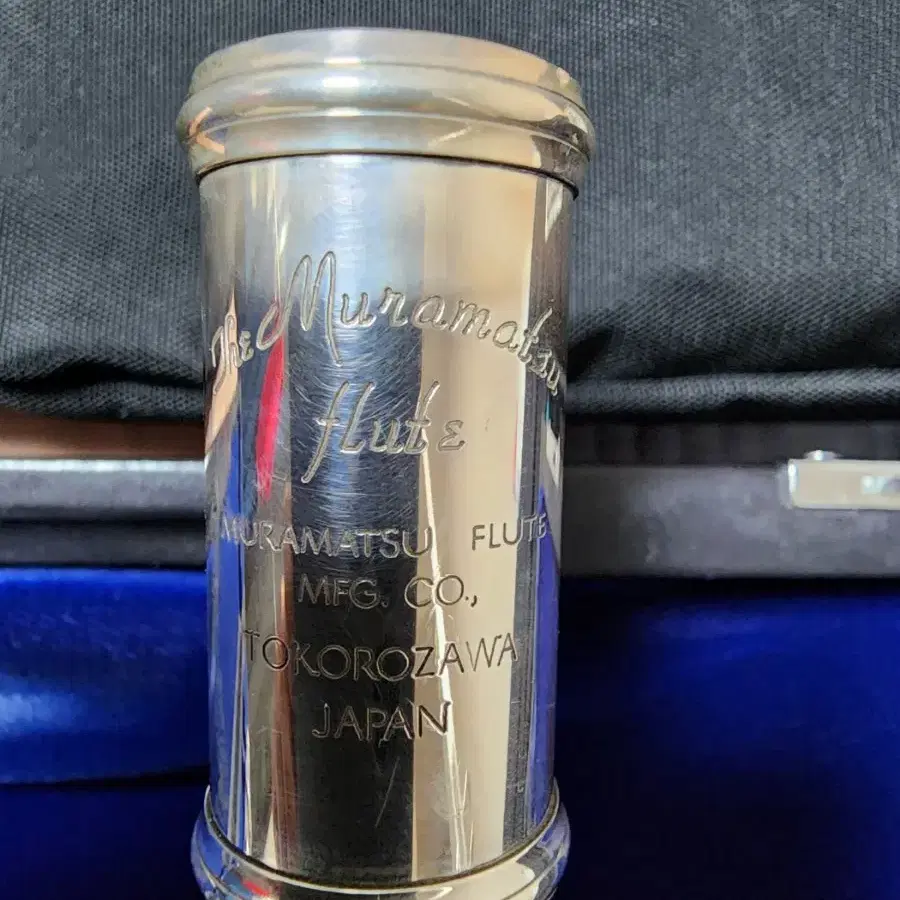 The Muramatsu
flute
MURAMATSU FLUTE
MFG. CO.,
TOKOROZAWA
JAPAN